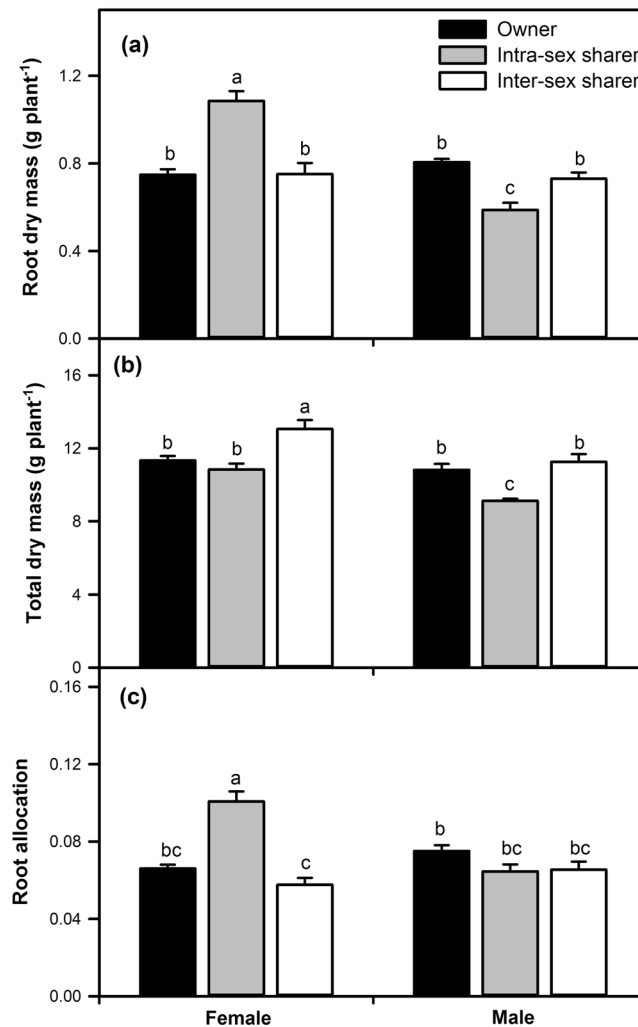 (a)
Owner
Intra-sex sharer
Inter-sex sharer
Root dry mass (g plant⁻¹)
1.2
0.8
0.4
0.0
b
a
b
b
c
b
(b)
Total dry mass (g plant⁻¹)
16
12
8
4
0
b
b
a
b
c
b
(c)
Root allocation
0.16
0.12
0.08
0.04
0.00
bc
a
c
b
bc
bc
Female
Male